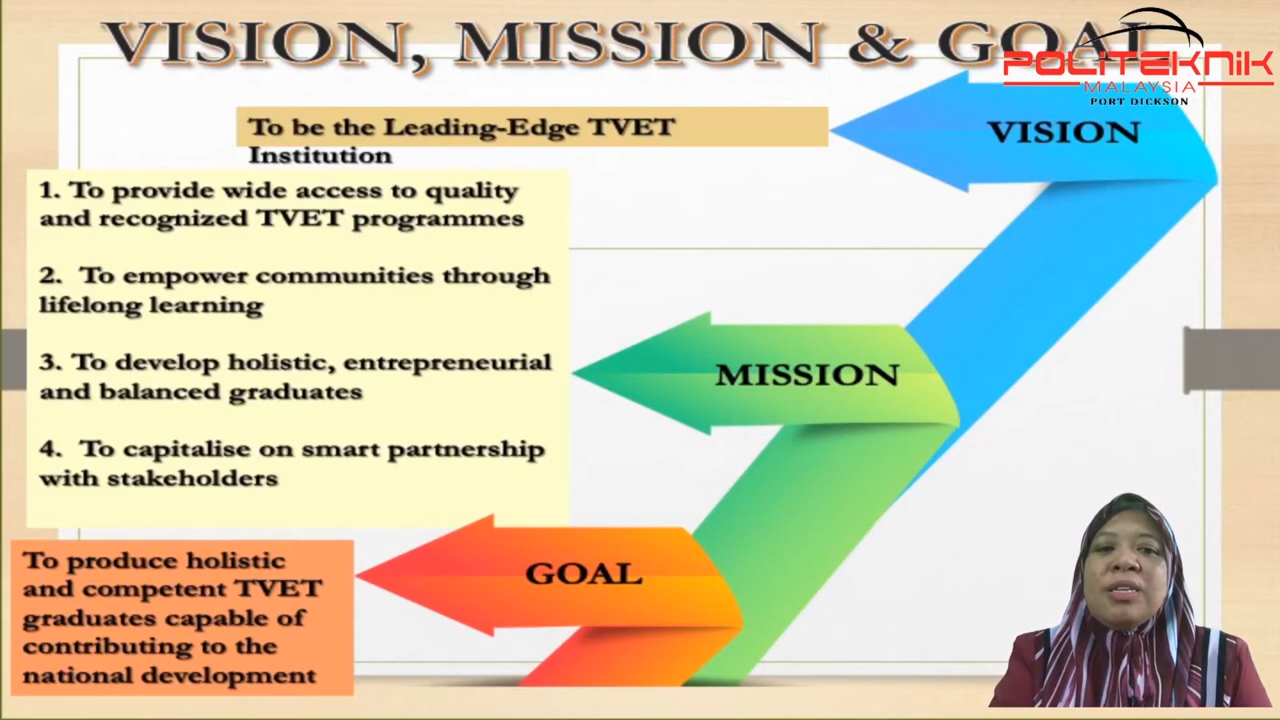 VISION, MISSION & GOAL
POLITEKNIK
MALAYSIA
PORT DICKSON
To be the Leading-Edge TVET
Institution
VISION
1. To provide wide access to quality
and recognized TVET programmes
2. To empower communities through
lifelong learning
3. To develop holistic, entrepreneurial
and balanced graduates
4. To capitalise on smart partnership
with stakeholders
MISSION
To produce holistic
and competent TVET
graduates capable of
contributing to the
national development
GOAL